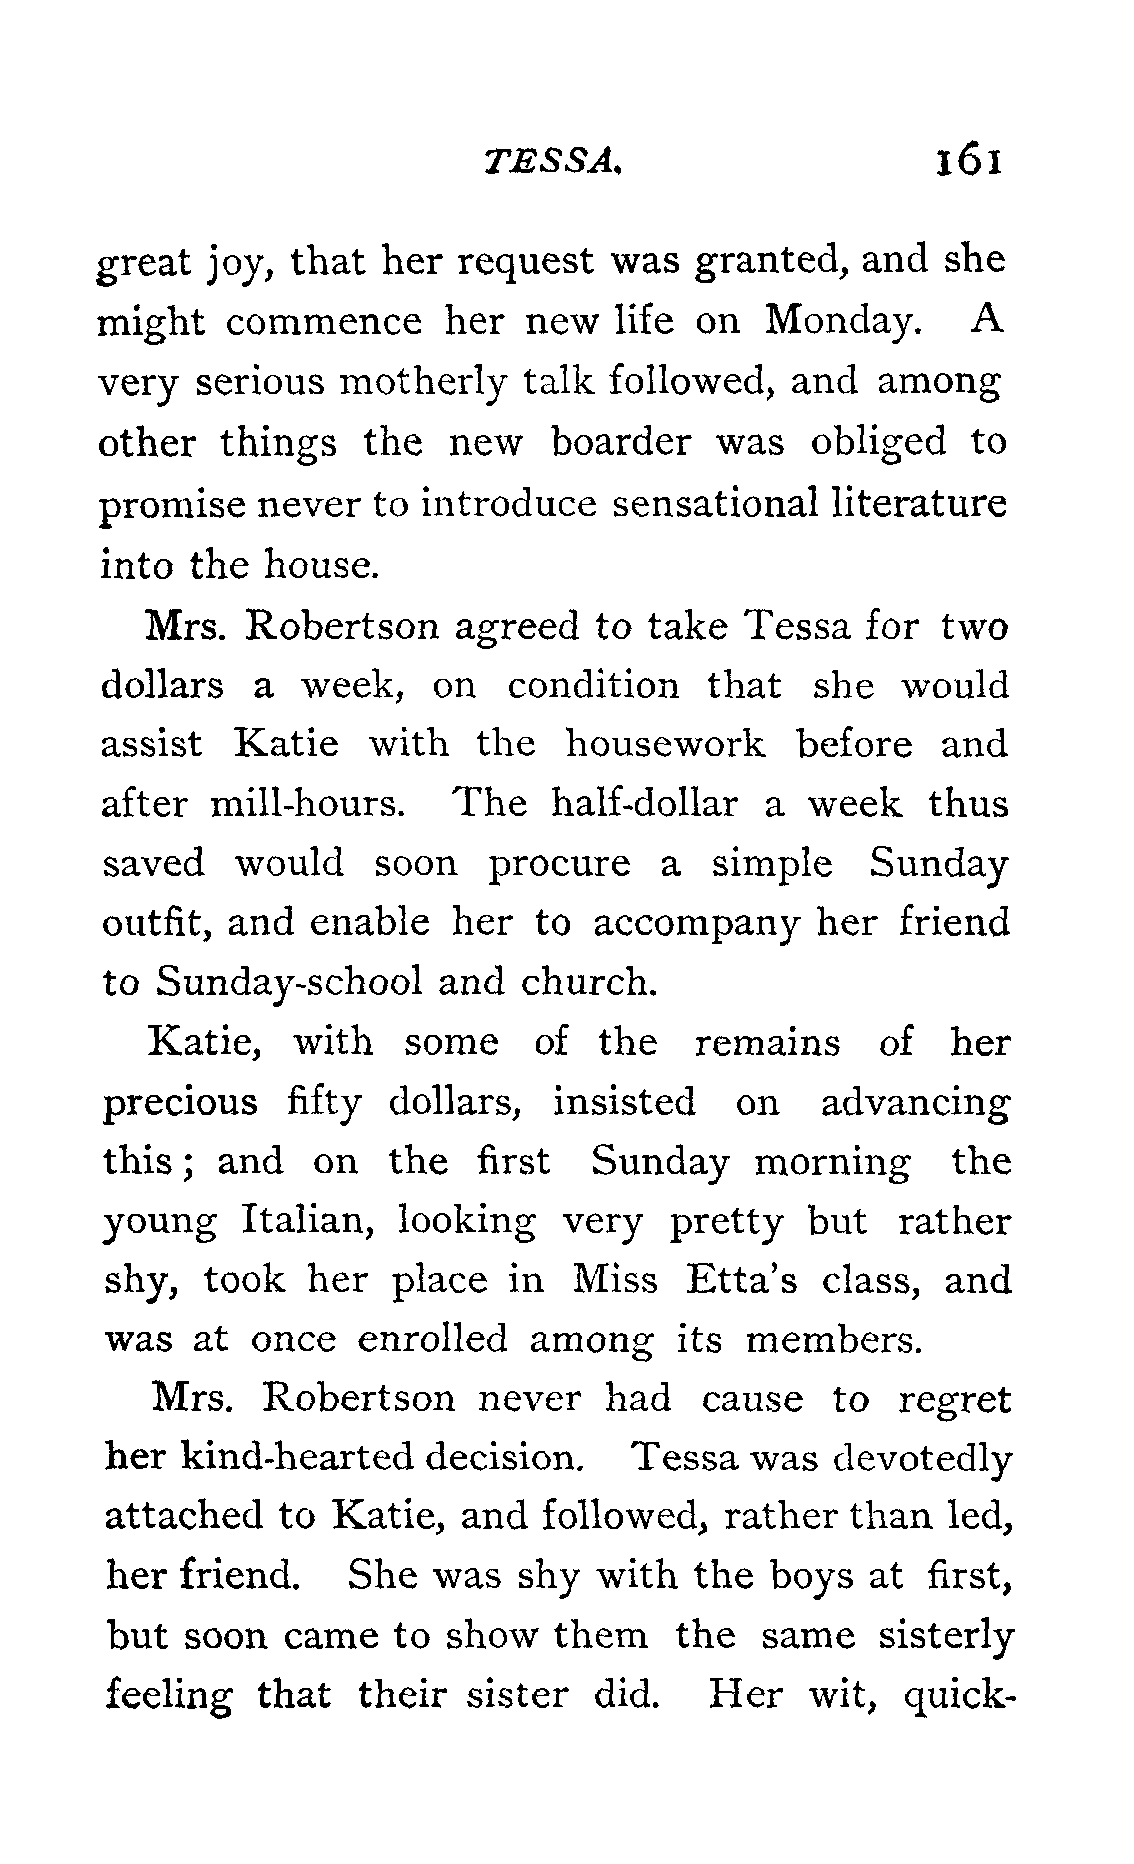 TESSA. 161
great joy, that her request was granted, and she
might commence her new life on Monday. A
very serious motherly talk followed, and among
other things the new boarder was obliged to
promise never to introduce sensational literature
into the house.
Mrs. Robertson agreed to take Tessa for two
dollars a week, on condition that she would
assist Katie with the housework before and
after mill-hours. The half-dollar a week thus
saved would soon procure a simple Sunday
outfit, and enable her to accompany her friend
to Sunday-school and church.
Katie, with some of the remains of her
precious fifty dollars, insisted on advancing
this ; and on the first Sunday morning the
young Italian, looking very pretty but rather
shy, took her place in Miss Etta's class, and
was at once enrolled among its members.
Mrs. Robertson never had cause to regret
her kind-hearted decision. Tessa was devotedly
attached to Katie, and followed, rather than led,
her friend. She was shy with the boys at first,
but soon came to show them the same sisterly
feeling that their sister did. Her wit, quick-